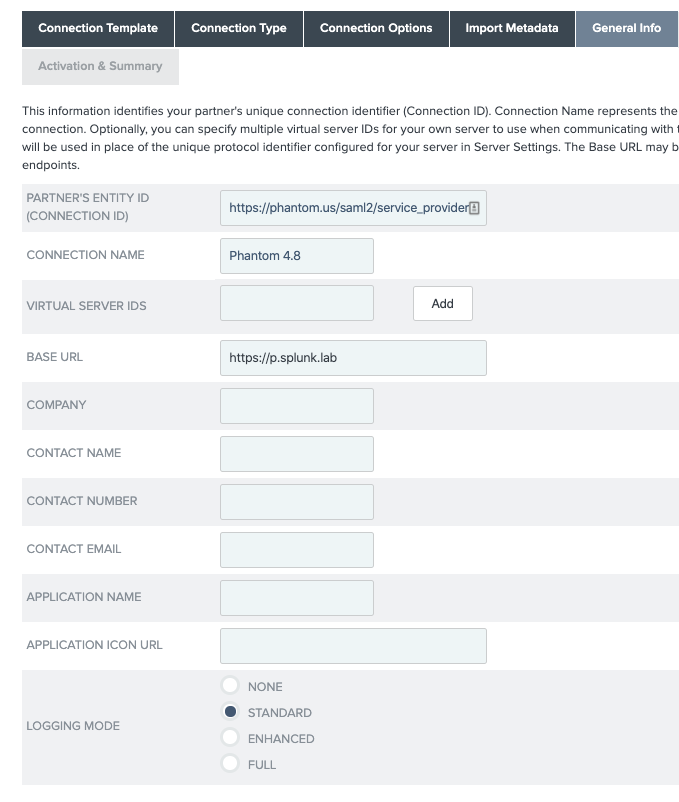 Connection Template Connection Type Connection Options Import Metadata General Info
Activation & Summary
This information identifies your partner's unique connection identifier (Connection ID). Connection Name represents the
connection. Optionally, you can specify multiple virtual server IDs for your own server to use when communicating with
will be used in place of the unique protocol identifier configured for your server in Server Settings. The Base URL may b
endpoints.
PARTNER'S ENTITY ID
(CONNECTION ID)
https://phantom.us/saml2/service_provider
CONNECTION NAME Phantom 4.8
VIRTUAL SERVER IDS Add
BASE URL https://p.splunk.lab
COMPANY
CONTACT NAME
CONTACT NUMBER
CONTACT EMAIL
APPLICATION NAME
APPLICATION ICON URL
LOGGING MODE
NONE
STANDARD
ENHANCED
FULL